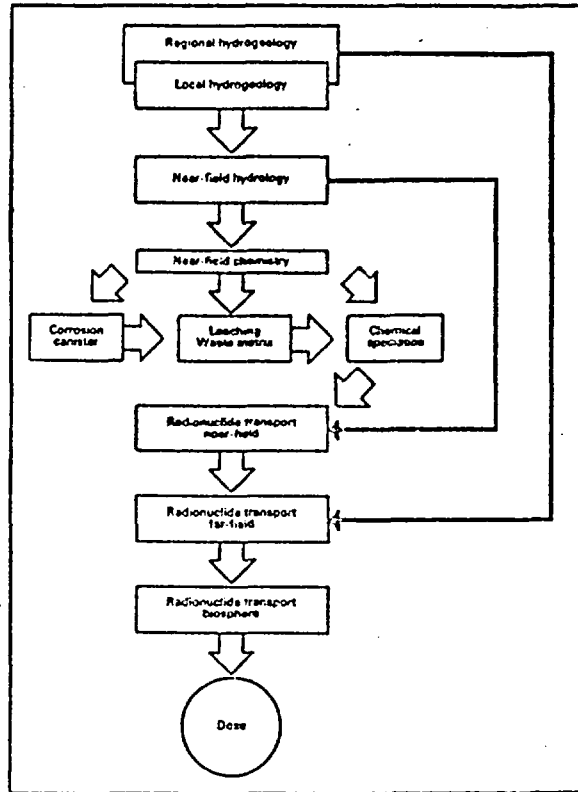 Regional hydrogeology
Local hydrogeology
Near-field hydrology
Near-field chemistry
Corrosion
canister
Leaching
Waste matrix
Chemical
speciation
Radionuclide transport
near-field
Radionuclide transport
far-field
Radionuclide transport
biosphere
Dose